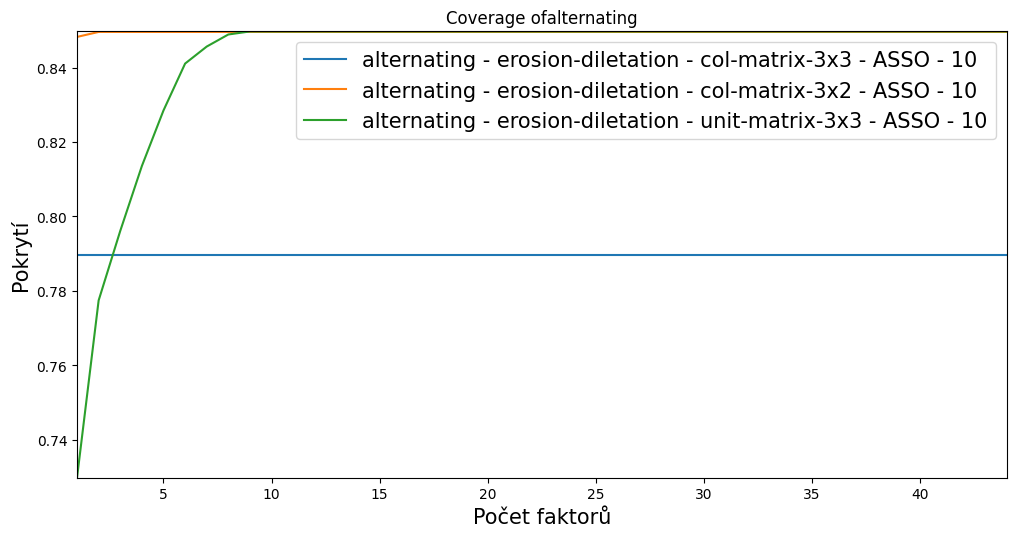 Coverage ofalternating
alternating - erosion-diletation - col-matrix-3x3 - ASSO - 10
alternating - erosion-diletation - col-matrix-3x2 - ASSO - 10
alternating - erosion-diletation - unit-matrix-3x3 - ASSO - 10
Pokrytí
0.84
0.82
0.80
0.78
0.76
0.74
5 10 15 20 25 30 35 40
Počet faktorů